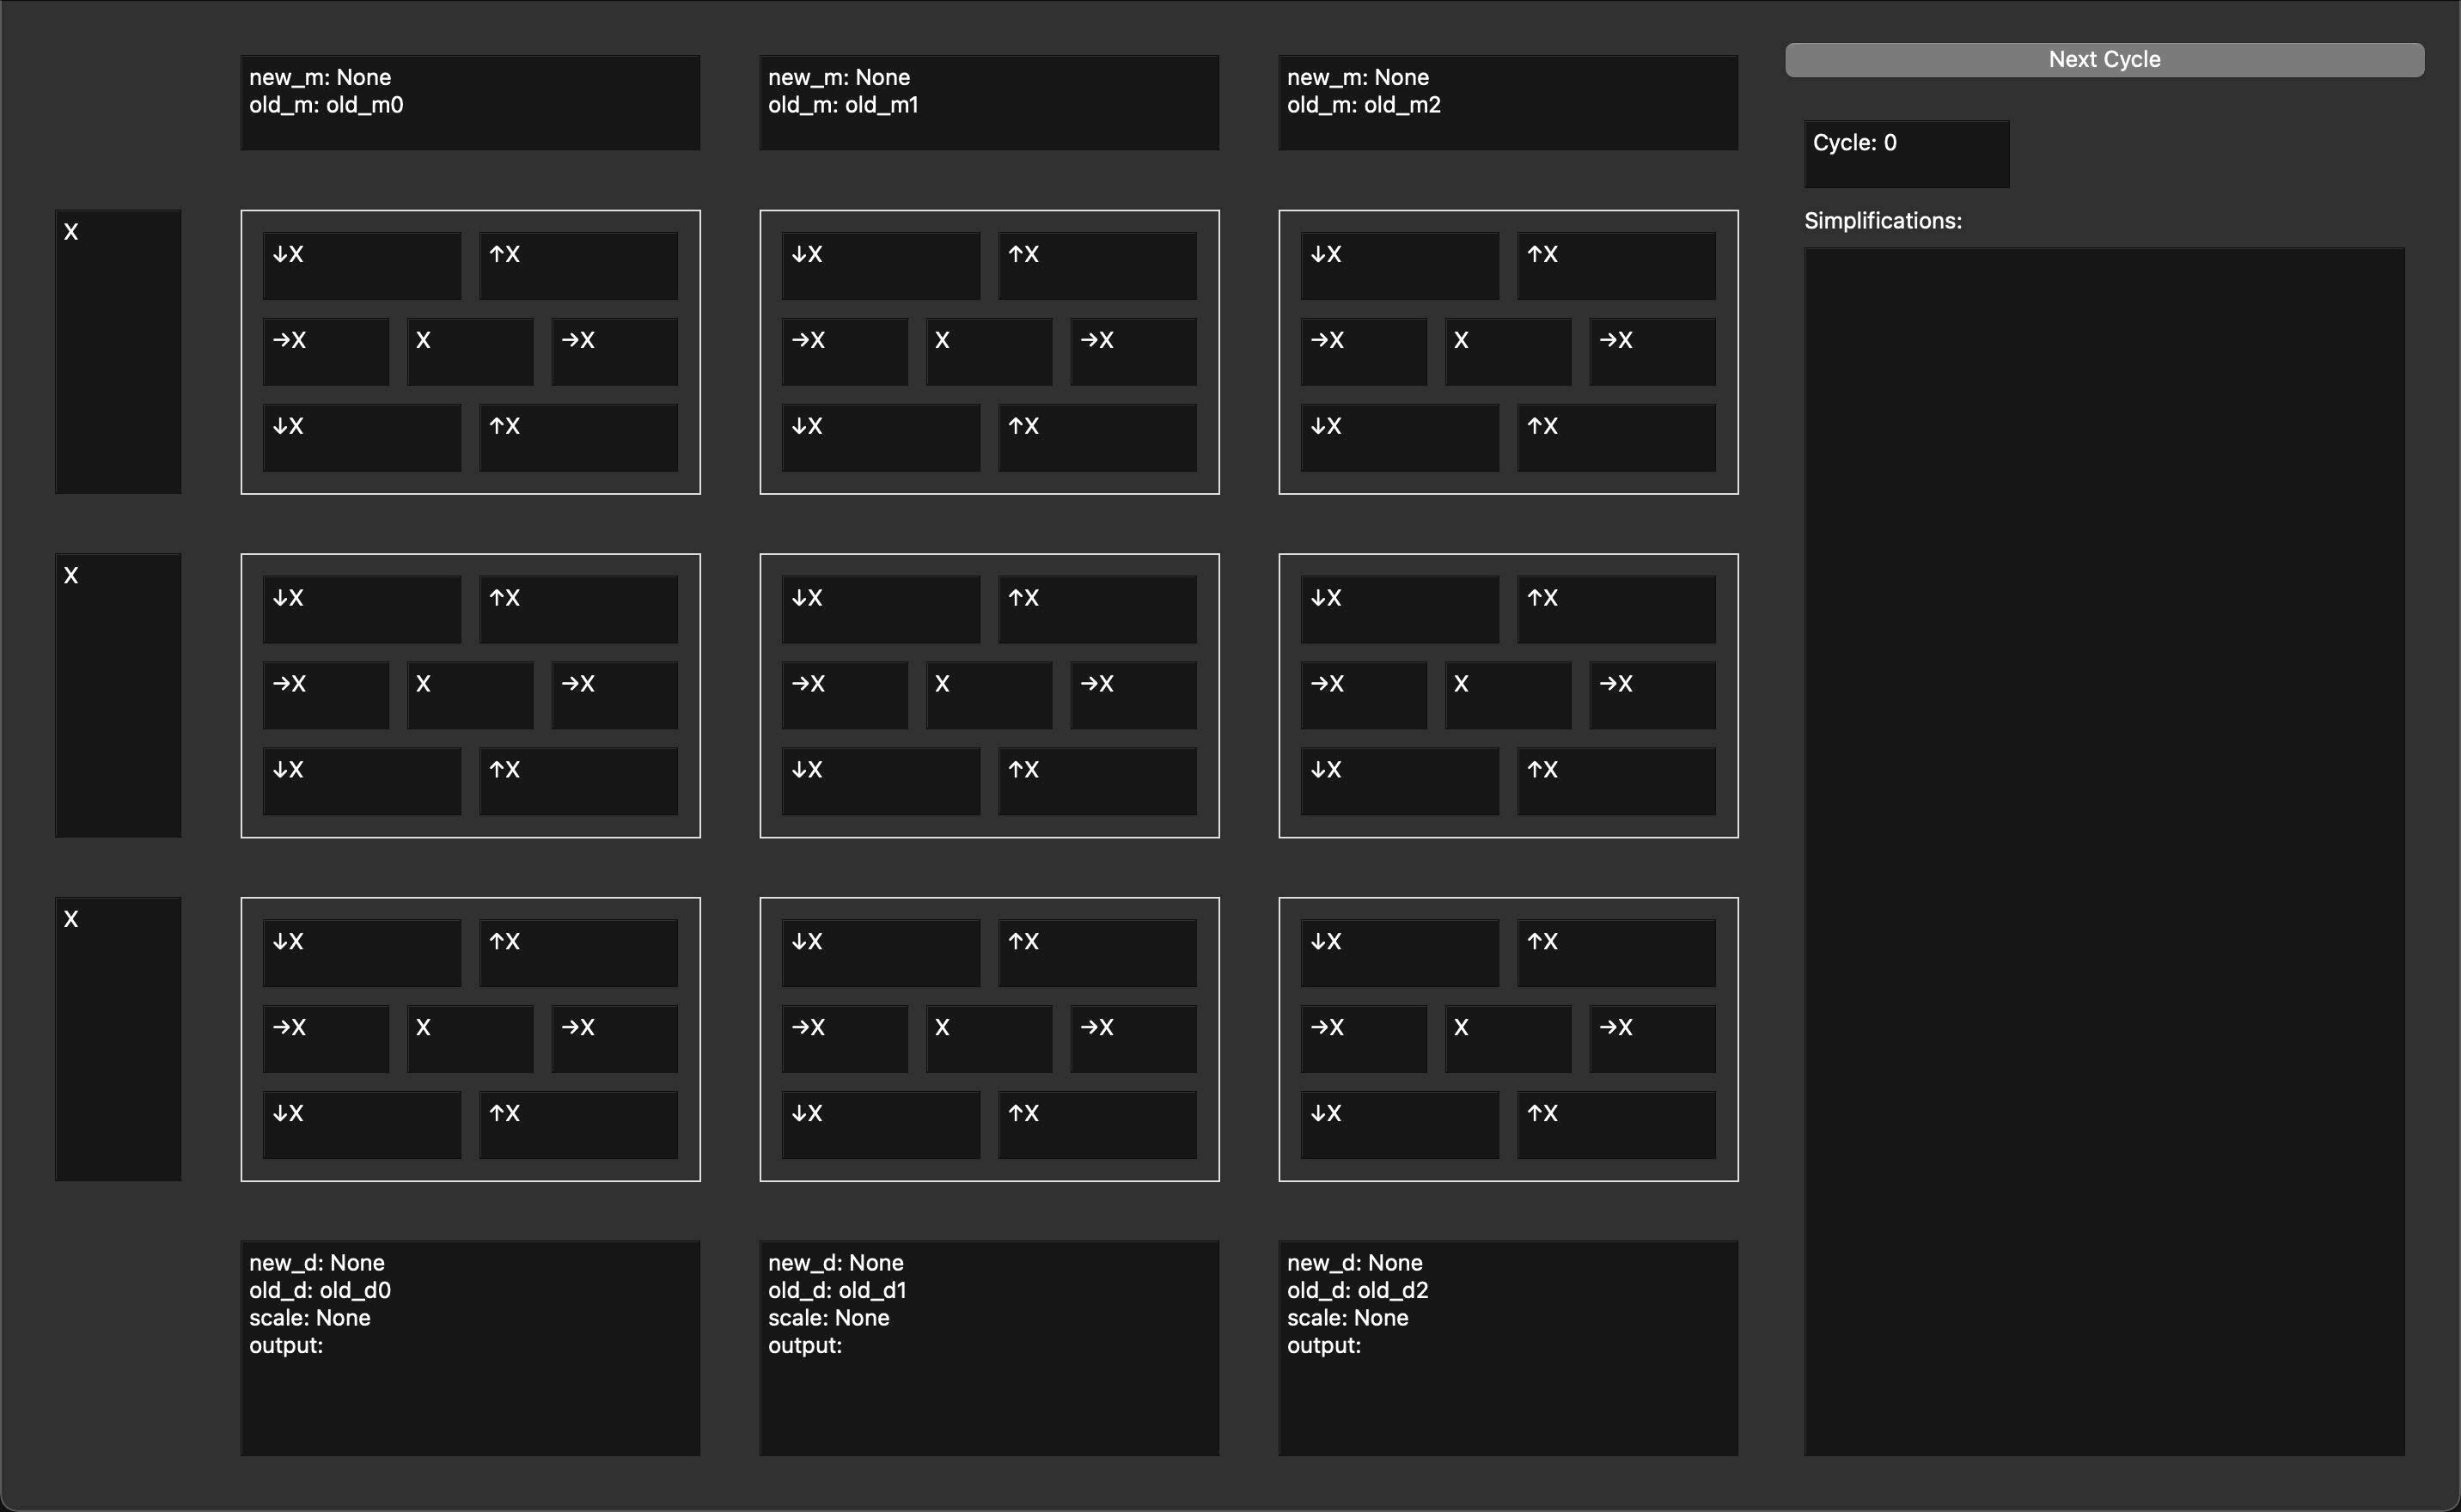 new_m: None
old_m: old_m0
new_m: None
old_m: old_m1
new_m: None
old_m: old_m2
Next Cycle
Cycle: 0
Simplifications:
X
↓X ↑X
→X X →X
↓X ↑X
↓X ↑X
→X X →X
↓X ↑X
↓X ↑X
→X X →X
↓X ↑X
X
↓X ↑X
→X X →X
↓X ↑X
↓X ↑X
→X X →X
↓X ↑X
↓X ↑X
→X X →X
↓X ↑X
X
↓X ↑X
→X X →X
↓X ↑X
↓X ↑X
→X X →X
↓X ↑X
↓X ↑X
→X X →X
↓X ↑X
new_d: None
old_d: old_d0
scale: None
output:
new_d: None
old_d: old_d1
scale: None
output:
new_d: None
old_d: old_d2
scale: None
output: